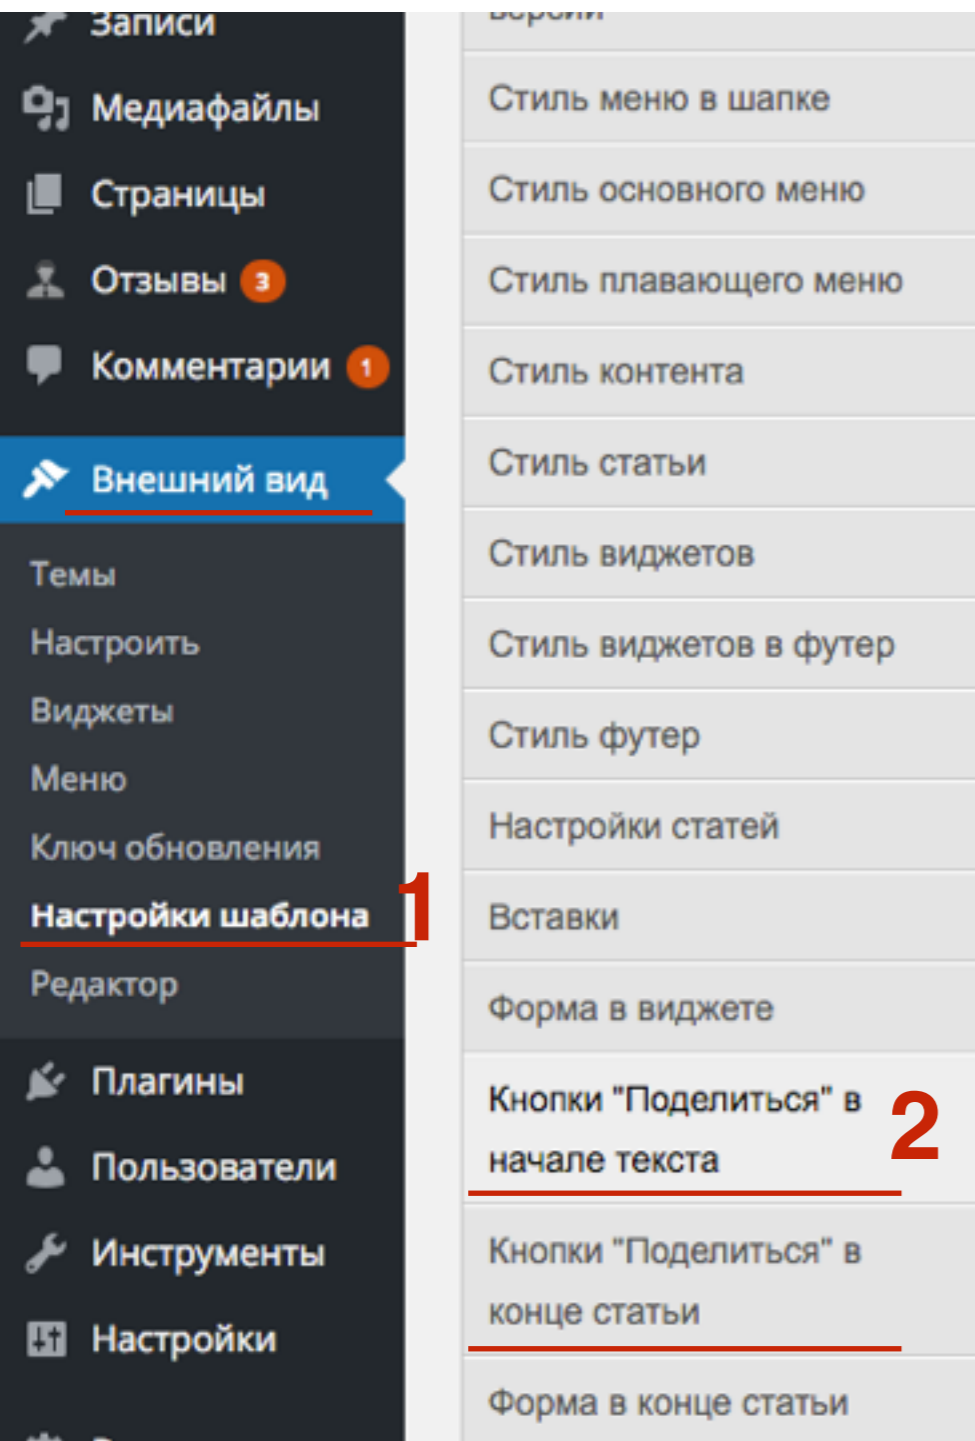 Записи
Медиафайлы
Страницы
Отзывы 3
Комментарии 1
Внешний вид
Темы
Настроить
Виджеты
Меню
Ключ обновления
Настройки шаблона 1
Редактор
Плагины
Пользователи
Инструменты
Настройки
версии
Стиль меню в шапке
Стиль основного меню
Стиль плавающего меню
Стиль контента
Стиль статьи
Стиль виджетов
Стиль виджетов в футер
Стиль футер
Настройки статей
Вставки
Форма в виджете
Кнопки "Поделиться" в
начале текста
2
Кнопки "Поделиться" в
конце статьи
Форма в конце статьи